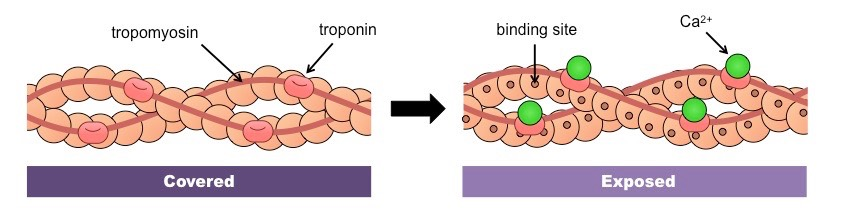 tropomyosin
troponin
binding site
Ca²⁺
Covered
Exposed